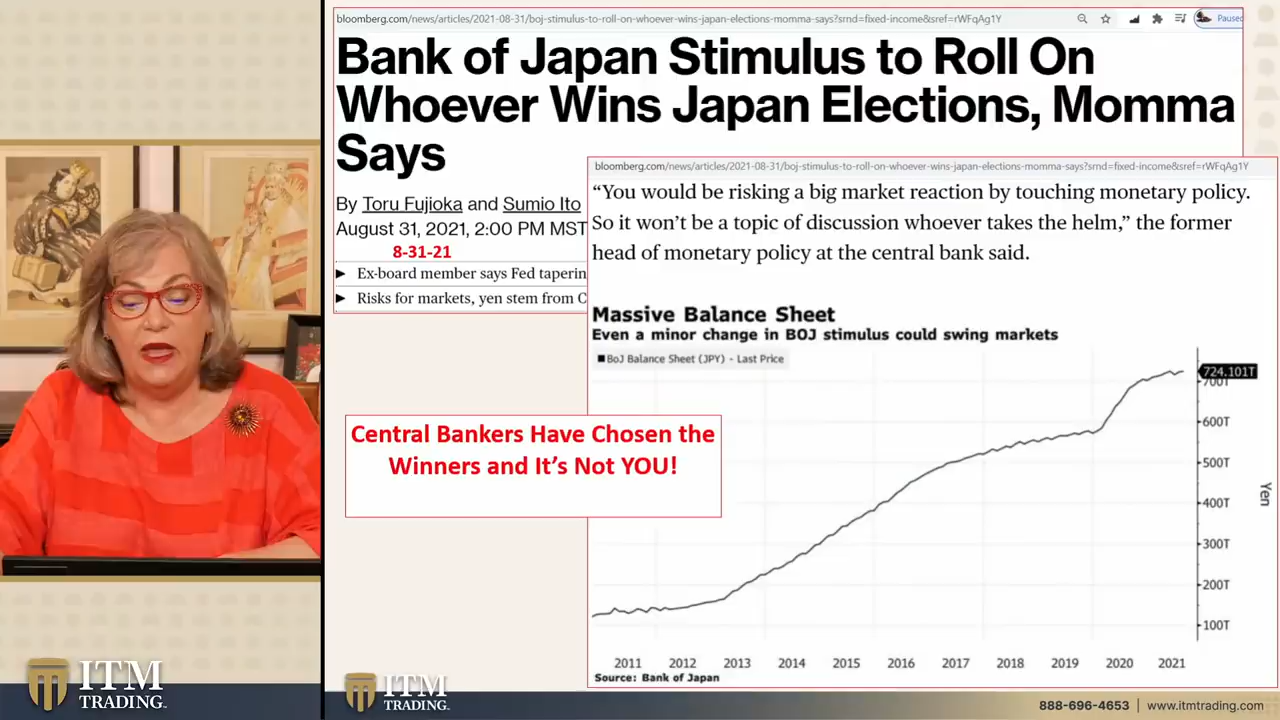 bloomberg.com/news/articles/2021-08-31/boj-stimulus-to-roll-on-whoever-wins-japan-elections-momma-says?srnd=fixed-income&sref=rWFqAg1Y
Paused
Bank of Japan Stimulus to Roll On
Whoever Wins Japan Elections, Momma
Says
By Toru Fujioka and Sumio Ito
August 31, 2021, 2:00 PM MST
8-31-21
Ex-board member says Fed taperin
Risks for markets, yen stem from C
bloomberg.com/news/articles/2021-08-31/boj-stimulus-to-roll-on-whoever-wins-japan-elections-momma-says?srnd=fixed-income&sref=rWFqAg1Y
“You would be risking a big market reaction by touching monetary policy.
So it won’t be a topic of discussion whoever takes the helm,” the former
head of monetary policy at the central bank said.
Massive Balance Sheet
Even a minor change in BOJ stimulus could swing markets
BoJ Balance Sheet (JPY) - Last Price
724.101T
700T
600T
500T
400T
300T
200T
100T
Yen
2011 2012 2013 2014 2015 2016 2017 2018 2019 2020 2021
Source: Bank of Japan
Central Bankers Have Chosen the
Winners and It’s Not YOU!
ITM
TRADING
ITM
TRADING
888-696-4653 | www.itmtrading.com